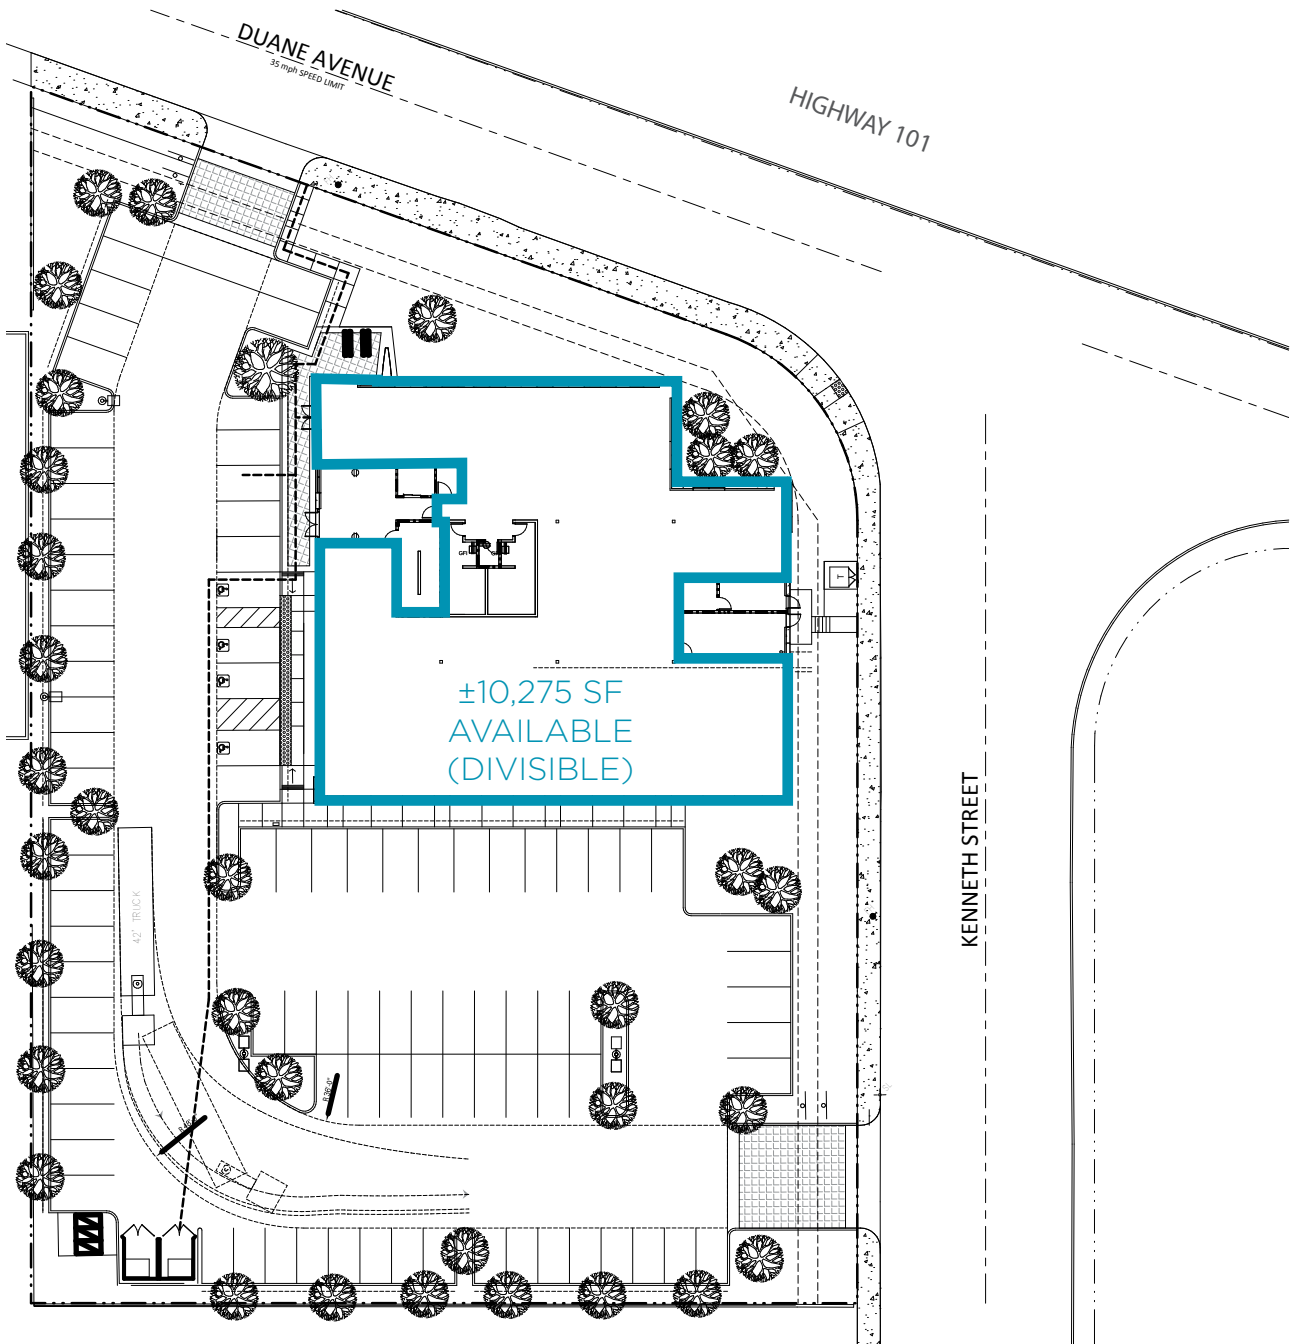 DUANE AVENUE
35 mph SPEED LIMIT
HIGHWAY 101
T
±10,275 SF
AVAILABLE
(DIVISIBLE)
KENNETH STREET
42' TRUCK